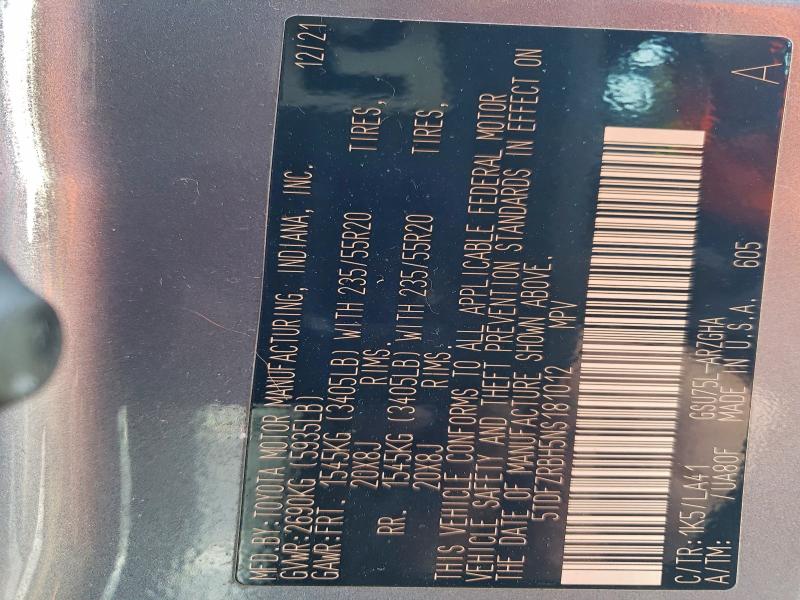 MFD.BY:TOYOTA MOTOR MANUFACTURING, INDIANA, INC. 12/21
GVWR:2690KG (5935LB)
GAWR:FRT. 1545KG (3405LB) WITH 235/55R20 TIRES,
20X8J RIMS.
RR. 1545KG (3405LB) WITH 235/55R20 TIRES,
20X8J RIMS.
THIS VEHICLE CONFORMS TO ALL APPLICABLE FEDERAL MOTOR
VEHICLE SAFETY AND THEFT PREVENTION STANDARDS IN EFFECT ON
THE DATE OF MANUFACTURE SHOWN ABOVE.
5TDFZRBH5NS181012 MPV
C/TR:1K5/LA41 GSU75L-ARZGHA A
A/TM: /UA80F MADE IN U.S.A. 605